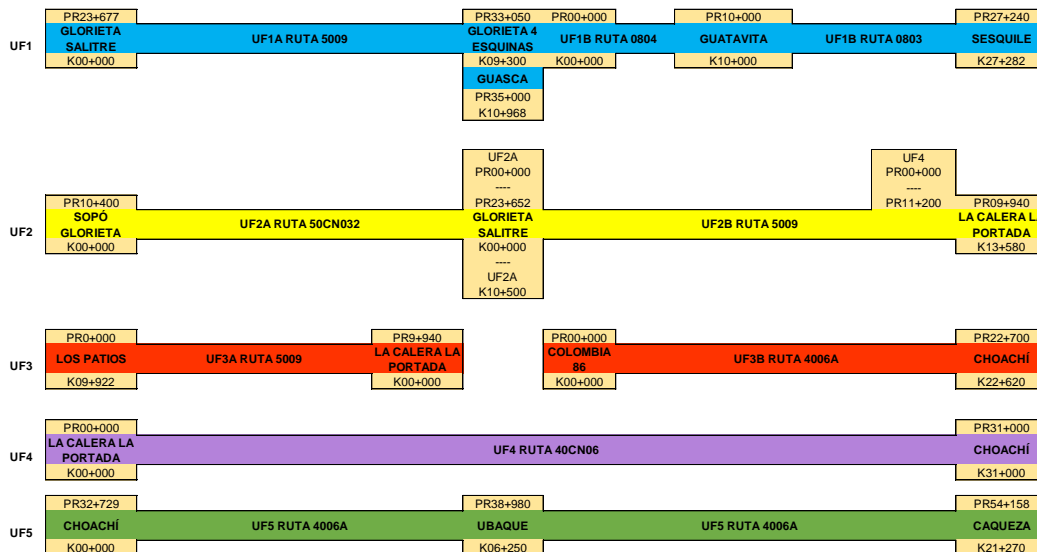 PR23+677 PR33+050 PR00+000 PR10+000 PR27+240
UF1 GLORIETA SALITRE UF1A RUTA 5009 GLORIETA 4 ESQUINAS UF1B RUTA 0804 GUATAVITA UF1B RUTA 0803 SESQUILE
K00+000 K09+300 K00+000 K10+000 K27+282
GUASCA
PR35+000
K10+968
UF2A UF4
PR00+000 PR00+000
---- ----
PR10+400 PR23+652 PR11+200 PR09+940
UF2 SOPÓ GLORIETA UF2A RUTA 50CN032 GLORIETA SALITRE UF2B RUTA 5009 LA CALERA L PORTADA
K00+000 K00+000 K13+580
----
UF2A
K10+500
PR0+000 PR9+940 PR00+000 PR22+700
UF3 LOS PATIOS UF3A RUTA 5009 LA CALERA LA PORTADA COLOMBIA 86 UF3B RUTA 4006A CHOACHÍ
K09+922 K00+000 K00+000 K22+620
PR00+000 PR31+000
UF4 LA CALERA LA PORTADA UF4 RUTA 40CN06 CHOACHÍ
K00+000 K31+000
PR32+729 PR38+980 PR54+158
UF5 CHOACHÍ UF5 RUTA 4006A UBAQUE UF5 RUTA 4006A CAQUEZA
K00+000 K06+250 K21+270